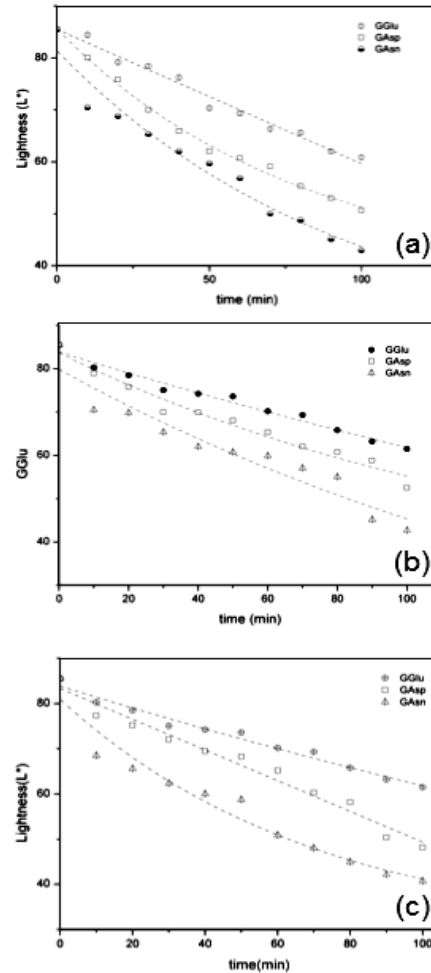 80
60
40
Lightness (L*)
GGlu
GAsp
GAsn
(a)
0
50
100
time (min)
80
60
40
GGlu
GGlu
GAsp
GAsn
(b)
0
20
40
60
80
100
time (min)
80
60
40
Lightness(L*)
GGlu
GAsp
GAsn
(c)
0
20
40
60
80
100
time(min)